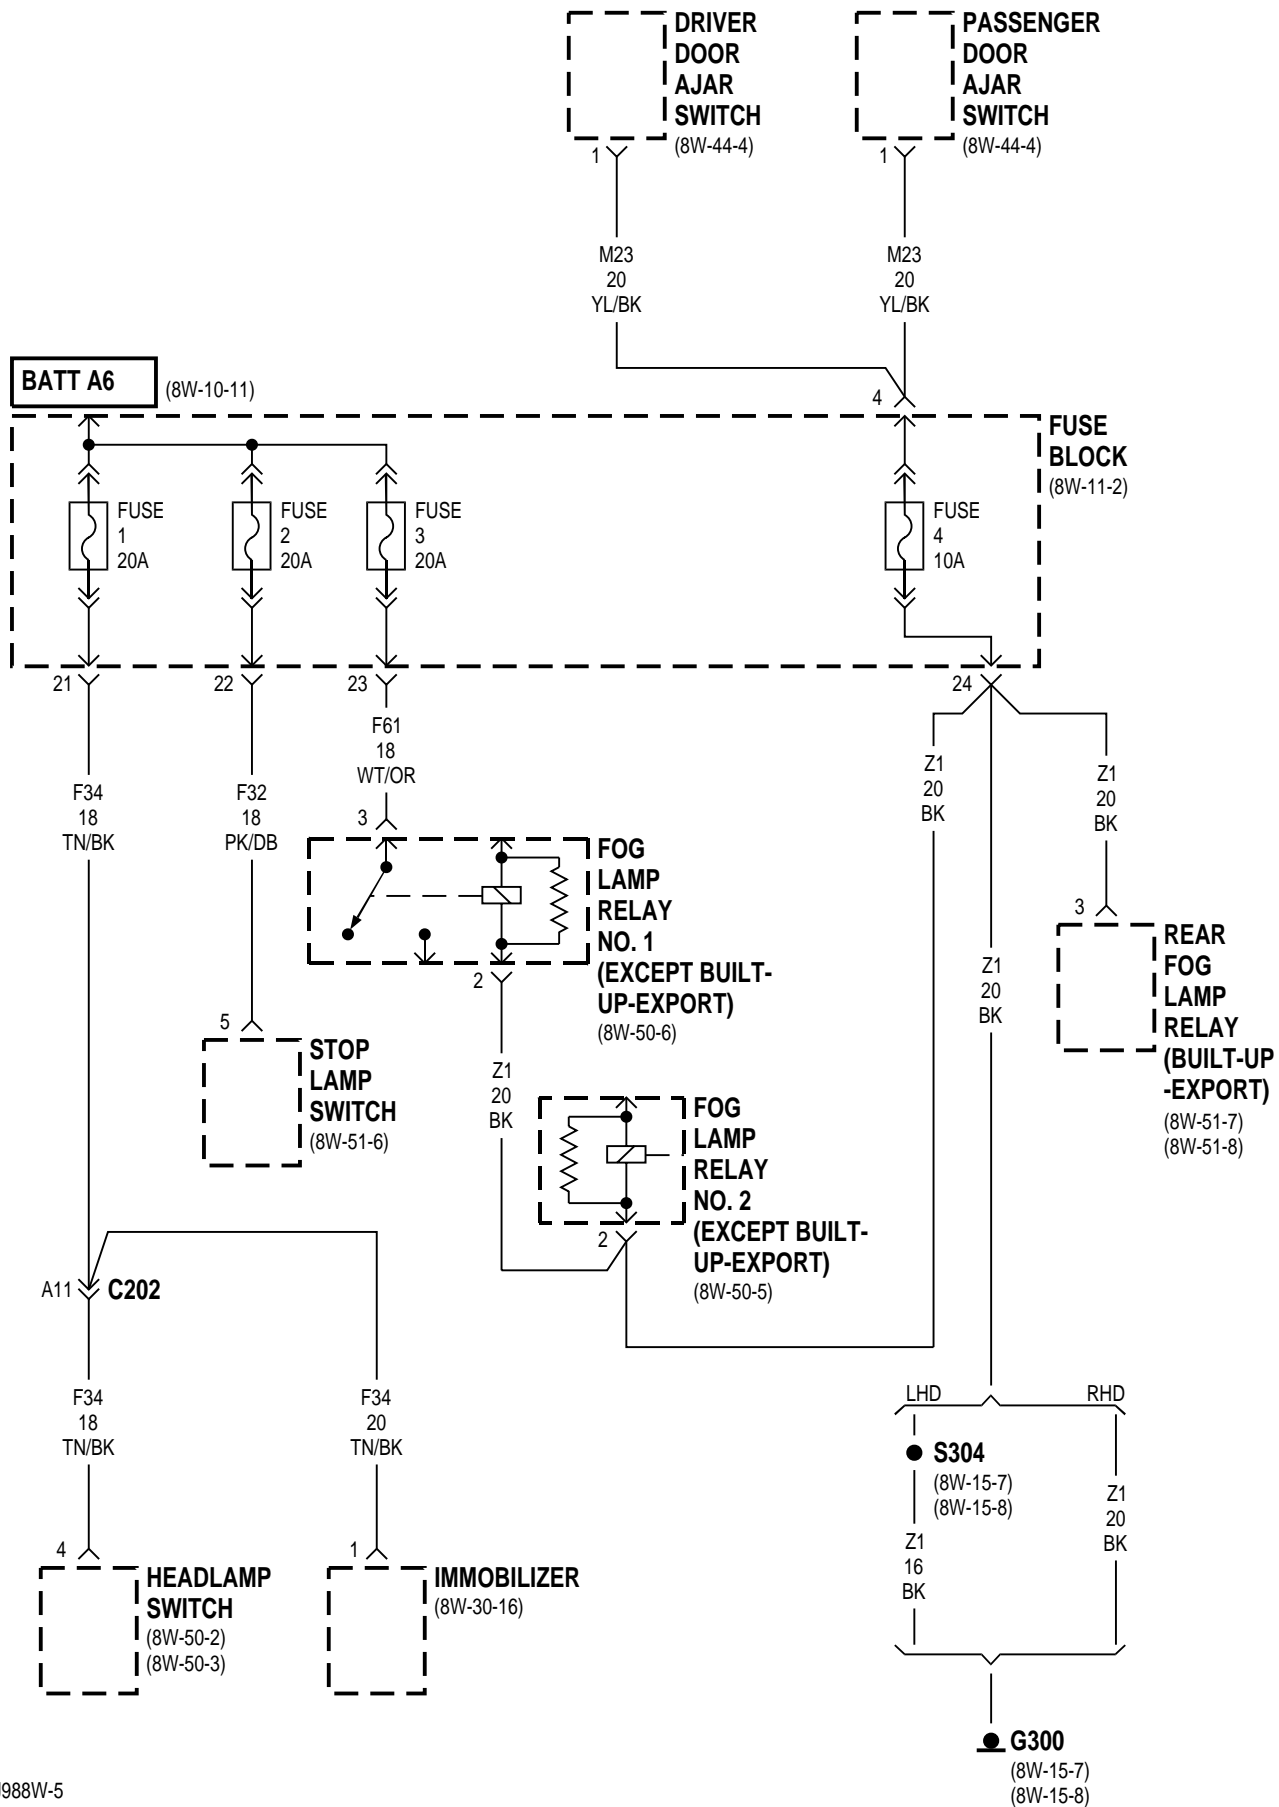 DRIVER
DOOR
AJAR
SWITCH
(8W-44-4)
1
PASSENGER
DOOR
AJAR
SWITCH
(8W-44-4)
1
M23
20
YL/BK
M23
20
YL/BK
BATT A6
(8W-10-11)
4
FUSE
BLOCK
(8W-11-2)
FUSE
1
20A
FUSE
2
20A
FUSE
3
20A
FUSE
4
10A
21
22
23
24
F61
18
WT/OR
F34
18
TN/BK
F32
18
PK/DB
Z1
20
BK
Z1
20
BK
3
FOG
LAMP
RELAY
NO. 1
(EXCEPT BUILT-
UP-EXPORT)
(8W-50-6)
2
3
REAR
FOG
LAMP
RELAY
(BUILT-UP
-EXPORT)
(8W-51-7)
(8W-51-8)
Z1
20
BK
5
STOP
LAMP
SWITCH
(8W-51-6)
Z1
20
BK
FOG
LAMP
RELAY
NO. 2
(EXCEPT BUILT-
UP-EXPORT)
(8W-50-5)
2
A11
C202
F34
18
TN/BK
F34
20
TN/BK
LHD
RHD
S304
(8W-15-7)
(8W-15-8)
Z1
16
BK
Z1
20
BK
4
HEADLAMP
SWITCH
(8W-50-2)
(8W-50-3)
1
IMMOBILIZER
(8W-30-16)
G300
(8W-15-7)
(8W-15-8)
988W-5